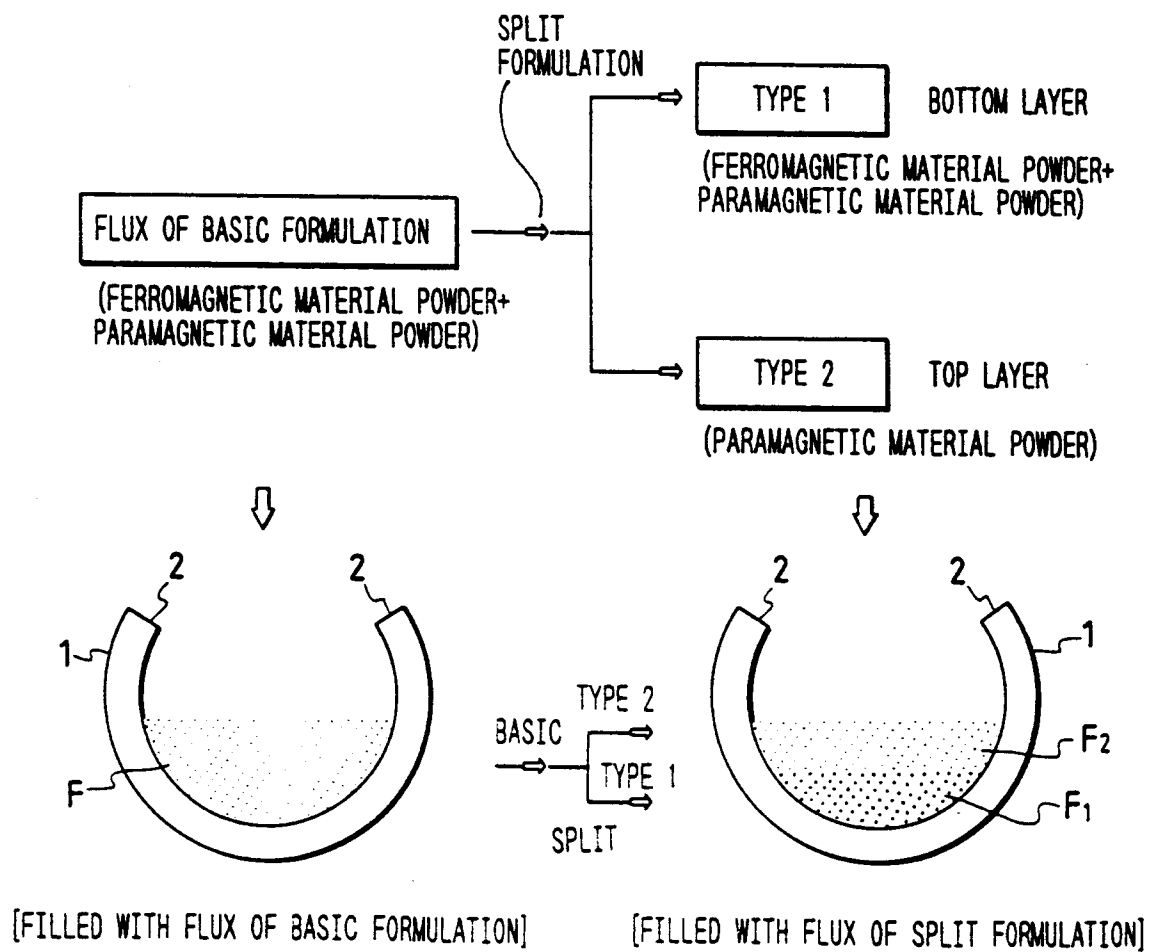 SPLIT
FORMULATION
TYPE 1
BOTTOM LAYER
(FERROMAGNETIC MATERIAL POWDER+
PARAMAGNETIC MATERIAL POWDER)
FLUX OF BASIC FORMULATION
(FERROMAGNETIC MATERIAL POWDER+
PARAMAGNETIC MATERIAL POWDER)
TYPE 2
TOP LAYER
(PARAMAGNETIC MATERIAL POWDER)
2
2
1
F
BASIC
TYPE 2
TYPE 1
SPLIT
2
2
1
F2
F1
[FILLED WITH FLUX OF BASIC FORMULATION]
[FILLED WITH FLUX OF SPLIT FORMULATION]